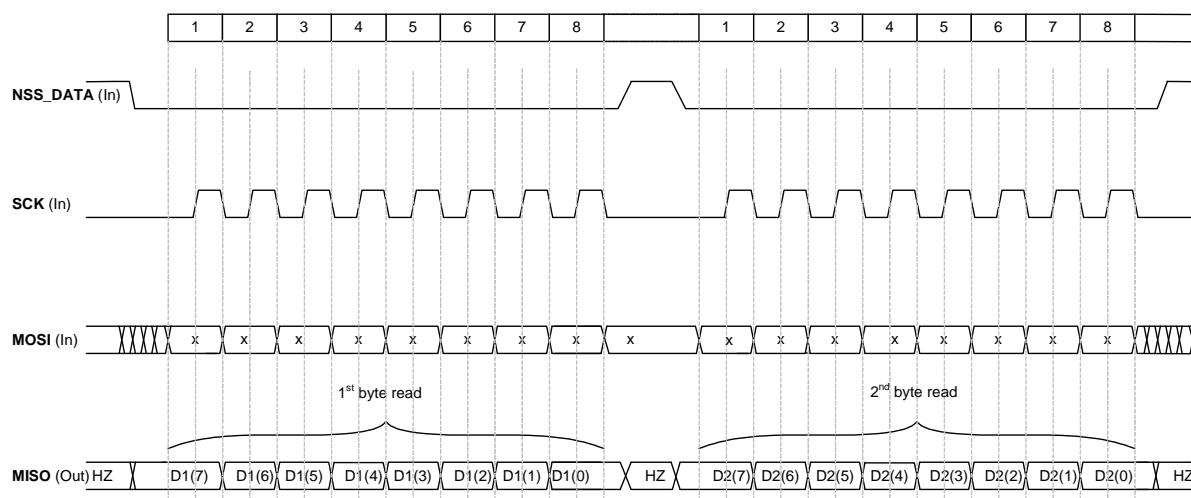 1 2 3 4 5 6 7 8 1 2 3 4 5 6 7 8
NSS_DATA (In)
SCK (In)
MOSI (In) x x x x x x x x x x x x x x x x x
1st byte read 2nd byte read
MISO (Out) HZ D1(7) D1(6) D1(5) D1(4) D1(3) D1(2) D1(1) D1(0) HZ D2(7) D2(6) D2(5) D2(4) D2(3) D2(2) D2(1) D2(0) HZ